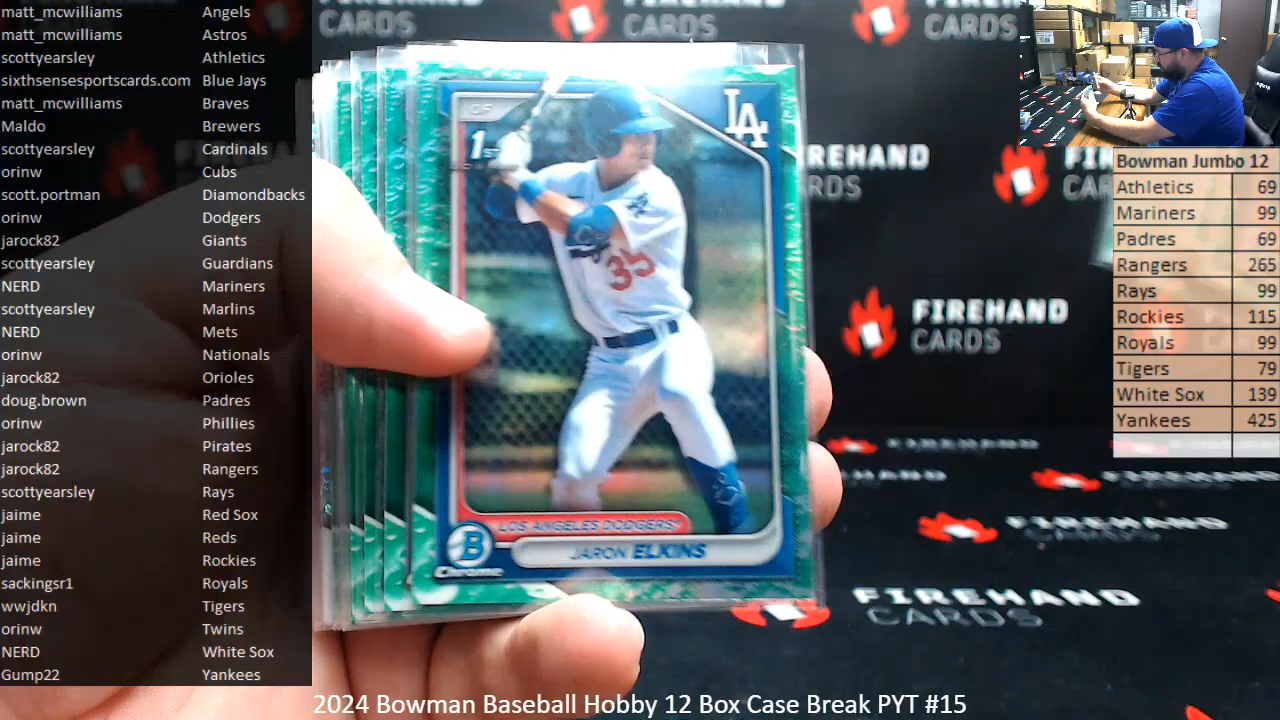 matt_mcwilliams Angels
matt_mcwilliams Astros
scottyearsley Athletics
sixthsensesportscards.com Blue Jays
matt_mcwilliams Braves
Maldo Brewers
scottyearsley Cardinals
orinw Cubs
scott.portman Diamondbacks
orinw Dodgers
jarock82 Giants
scottyearsley Guardians
NERD Mariners
scottyearsley Marlins
NERD Mets
orinw Nationals
jarock82 Orioles
doug.brown Padres
orinw Phillies
jarock82 Pirates
jarock82 Rangers
scottyearsley Rays
jaime Red Sox
jaime Reds
jaime Rockies
sackingsr1 Royals
wwjdkn Tigers
orinw Twins
NERD White Sox
Gump22 Yankees
CARDS
CARDS
CF
1st
LA
35
LOS ANGELES DODGERS
JARON ELKINS
B
Chrome
FIREHAND
CARDS
FIREHAND
CARDS
FIREHAND
FIREHAND
CARDS
Bowman Jumbo 12
Athletics 69
Mariners 99
Padres 69
Rangers 265
Rays 99
Rockies 115
Royals 99
Tigers 79
White Sox 139
Yankees 425
2024 Bowman Baseball Hobby 12 Box Case Break PYT #15